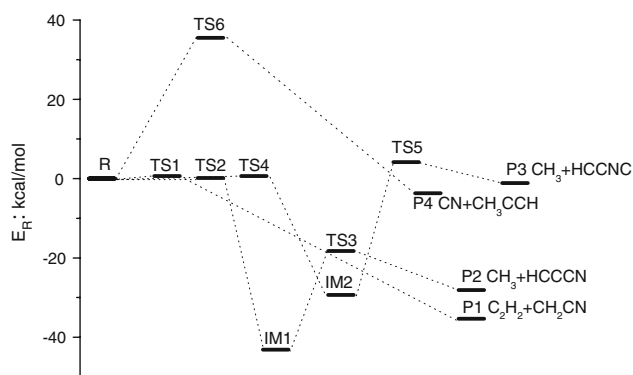 40
TS6
20
E_R: kcal/mol
R
TS1
TS2
TS4
TS5
P3 CH₃+HCCNC
0
P4 CN+CH₃CCH
TS3
-20
IM2
P2 CH₃+HCCCN
P1 C₂H₂+CH₂CN
-40
IM1